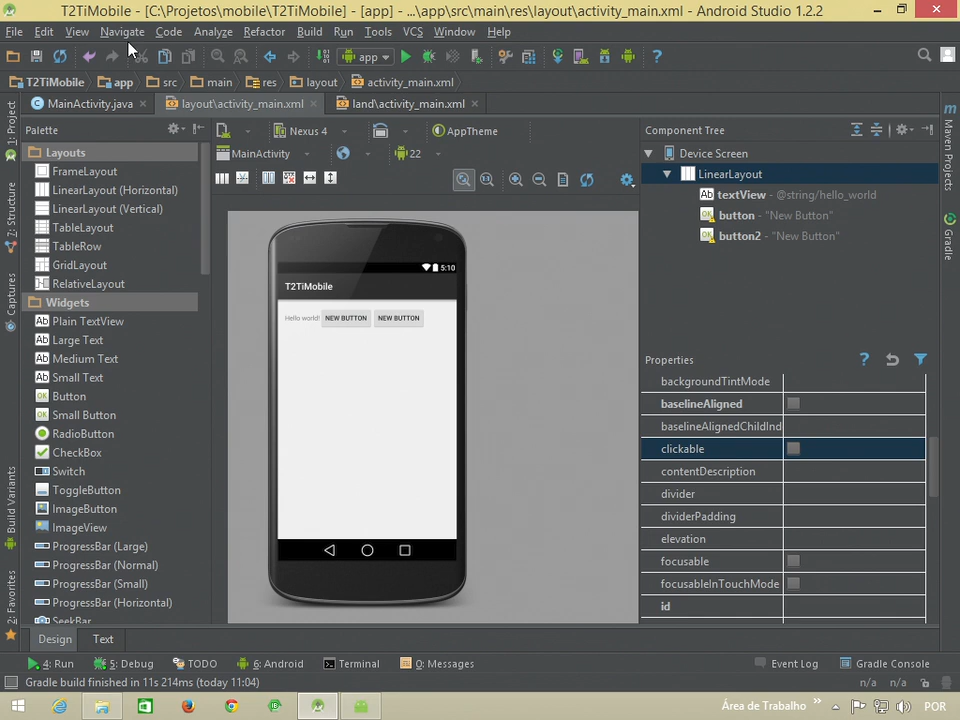 T2TiMobile - [C:\Projetos\mobile\T2TiMobile] - [app] - ...\app\src\main\res\layout\activity_main.xml - Android Studio 1.2.2
File Edit View Navigate Code Analyze Refactor Build Run Tools VCS Window Help
app
T2TiMobile app src main res layout activity_main.xml
MainActivity.java layout\activity_main.xml land\activity_main.xml
Palette
Nexus 4 AppTheme
MainActivity 22
Layouts
FrameLayout
LinearLayout (Horizontal)
LinearLayout (Vertical)
TableLayout
TableRow
GridLayout
RelativeLayout
Widgets
Plain TextView
Large Text
Medium Text
Small Text
Button
Small Button
RadioButton
CheckBox
Switch
ToggleButton
ImageButton
ImageView
ProgressBar (Large)
ProgressBar (Normal)
ProgressBar (Small)
ProgressBar (Horizontal)
SeekBar
5:10
T2TiMobile
Hello world! NEW BUTTON NEW BUTTON
Component Tree
Device Screen
LinearLayout
textView - @string/hello_world
button - "New Button"
button2 - "New Button"
Properties
backgroundTintMode
baselineAligned
baselineAlignedChildInd
clickable
contentDescription
divider
dividerPadding
elevation
focusable
focusableInTouchMode
id
1: Project
7: Structure
Captures
Build Variants
2: Favorites
Maven Projects
Gradle
Design Text
4: Run 5: Debug TODO 6: Android Terminal 0: Messages Event Log Gradle Console
Gradle build finished in 11s 214ms (today 11:04) n/a n/a
Área de Trabalho POR